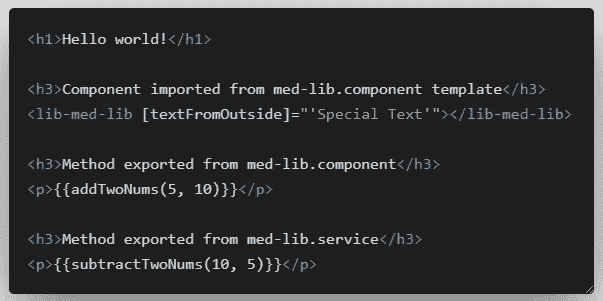 <h1>Hello world!</h1>
<h3>Component imported from med-lib.component template</h3>
<lib-med-lib [textFromOutside]="'Special Text'"></lib-med-lib>
<h3>Method exported from med-lib.component</h3>
<p>{{addTwoNums(5, 10)}}</p>
<h3>Method exported from med-lib.service</h3>
<p>{{subtractTwoNums(10, 5)}}</p>